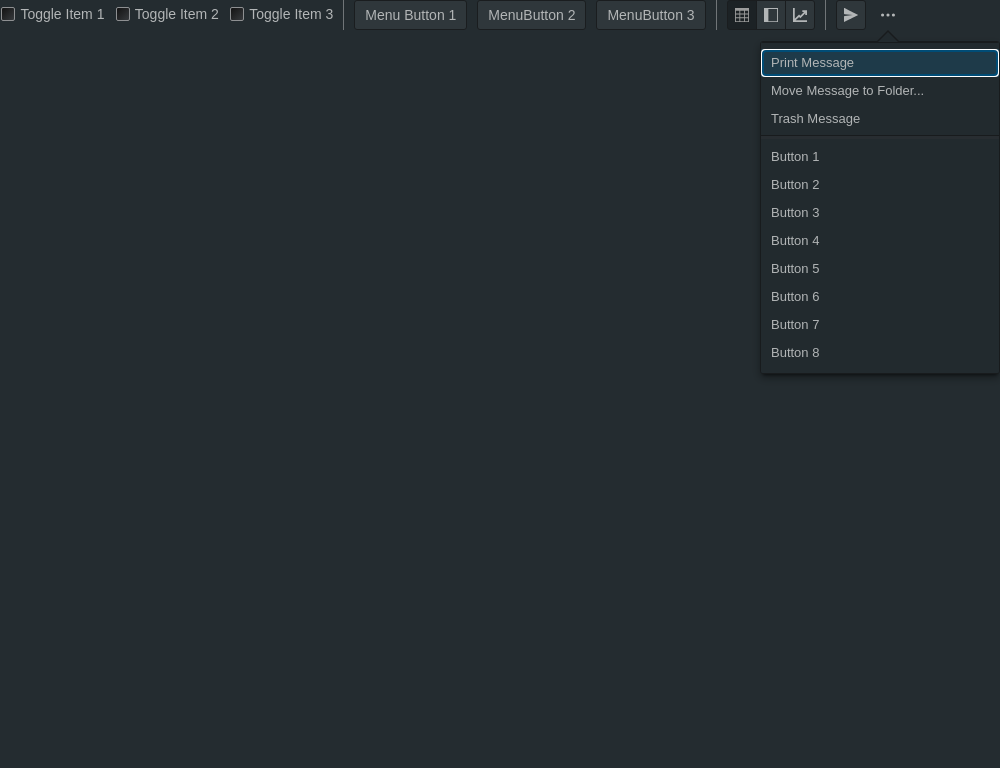 Toggle Item 1 Toggle Item 2 Toggle Item 3 Menu Button 1 MenuButton 2 MenuButton 3
Print Message
Move Message to Folder...
Trash Message
Button 1
Button 2
Button 3
Button 4
Button 5
Button 6
Button 7
Button 8